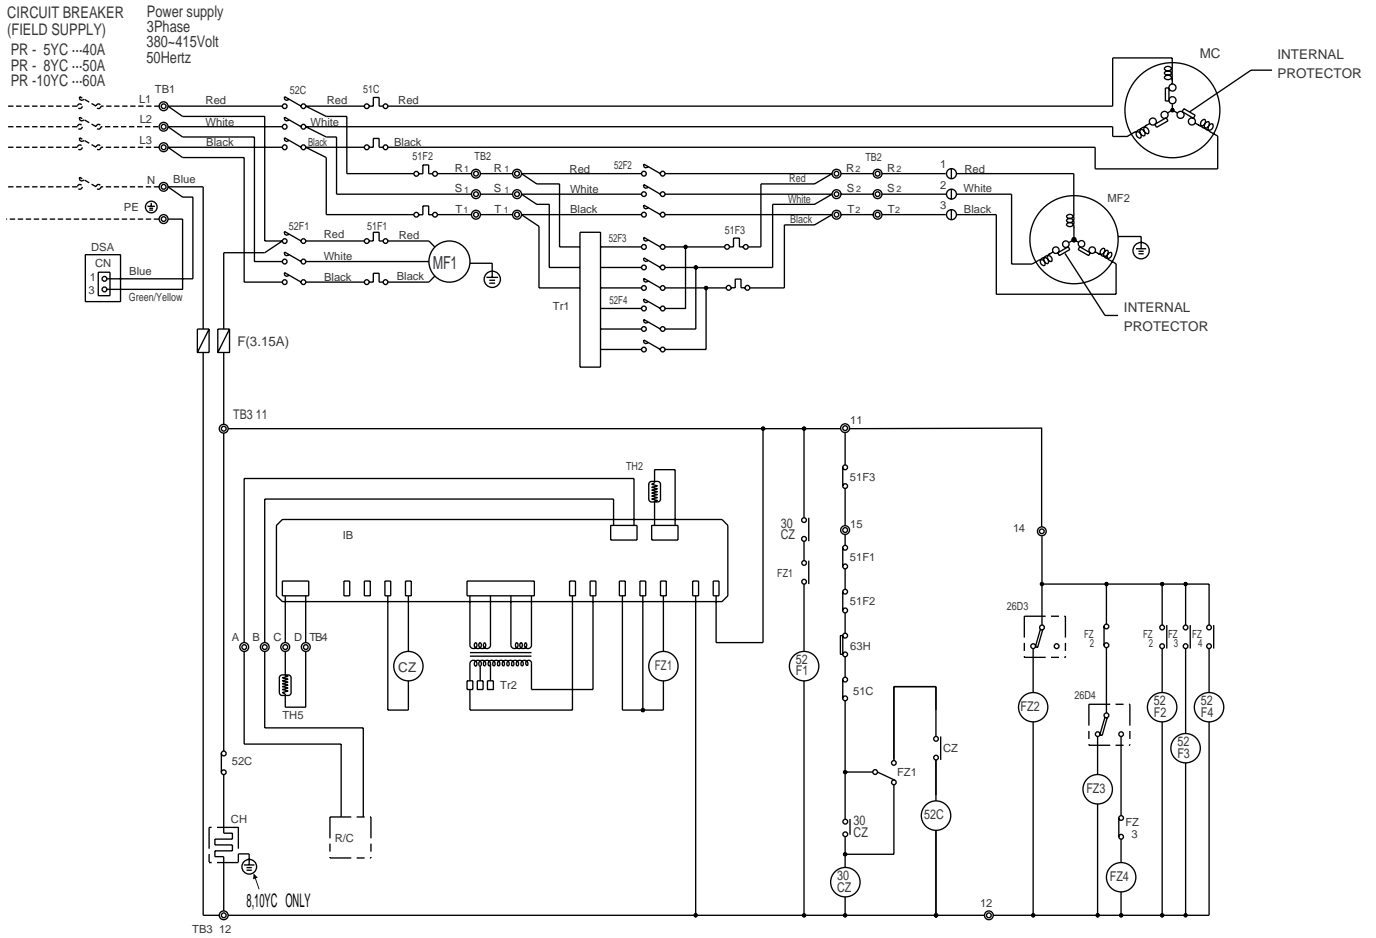 CIRCUIT BREAKER
(FIELD SUPPLY)
PR - 5YC ···40A
PR - 8YC ···50A
PR -10YC ···60A
Power supply
3Phase
380~415Volt
50Hertz
MC
INTERNAL
PROTECTOR
TB1
52C
51C
L1
Red
Red
Red
L2
White
White
L3
Black
Black
Black
51F2
TB2
52F2
TB2
R1
R1
Red
Red
R2
R2
1
Red
N
Blue
S1
S1
White
White
S2
S2
2
White
MF2
PE
T1
T1
Black
Black
T2
T2
3
Black
52F1
Red
51F1
Red
52F3
51F3
DSA
CN
1
3
Blue
Green/Yellow
White
MF1
Black
Black
Tr1
52F4
INTERNAL
PROTECTOR
F(3.15A)
TB3 11
11
TH2
51F3
IB
30
CZ
15
14
51F1
FZ1
51F2
26D3
A
B
C
D
TB4
63H
FZ
2
FZ
2
FZ
3
FZ
4
CZ
Tr2
FZ1
52
F1
51C
TH5
26D4
FZ2
52
F2
52
F4
52C
FZ1
CZ
52
F3
FZ3
CH
R/C
30
CZ
52C
FZ
3
30
CZ
FZ4
8,10YC ONLY
12
TB3 12